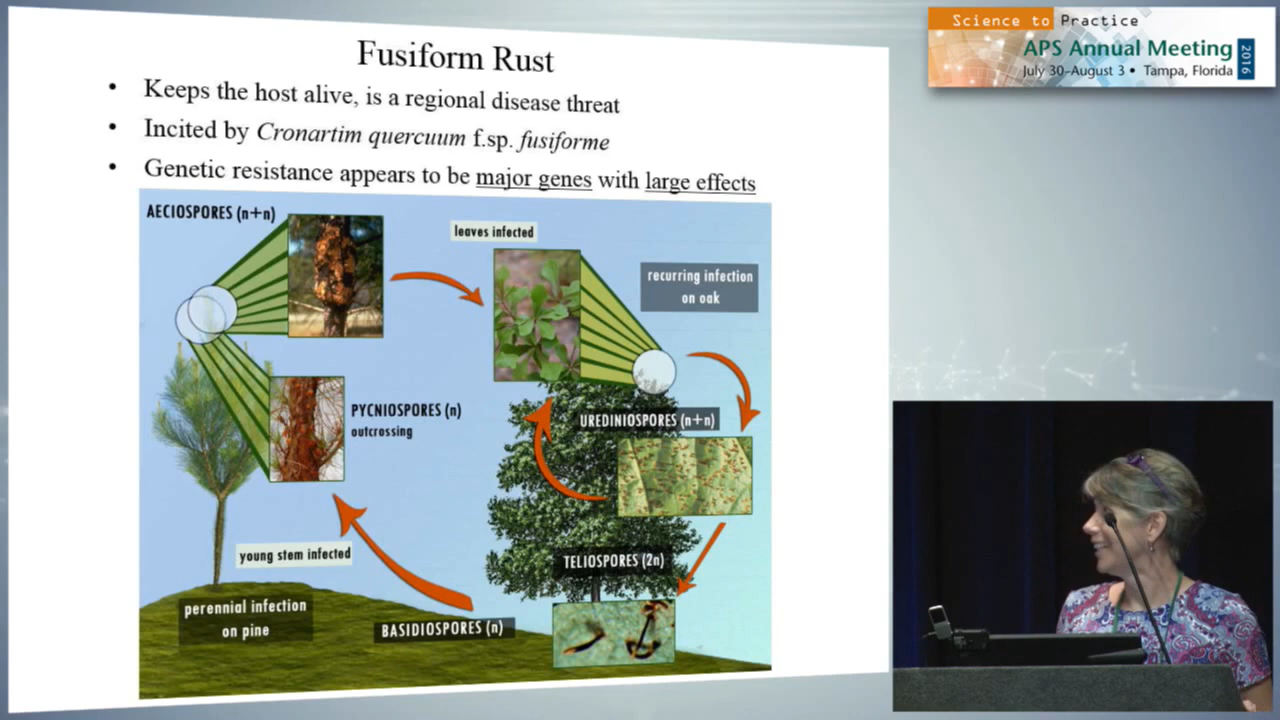 Science to Practice
APS Annual Meeting
2016
July 30-August 3 • Tampa, Florida
Fusiform Rust
• Keeps the host alive, is a regional disease threat
• Incited by Cronartim quercuum f.sp. fusiforme
• Genetic resistance appears to be major genes with large effects
AECIOSPORES (n+n)
leaves infected
recurring infection
on oak
PYCNIOSPORES (n)
outcrossing
UREDINIOSPORES (n+n)
young stem infected
TELIOSPORES (2n)
perennial infection
on pine
BASIDIOSPORES (n)